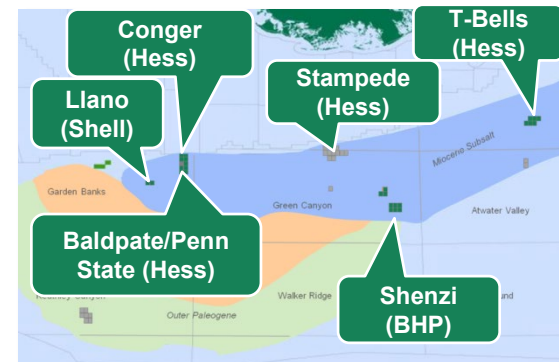 T-Bells
(Hess)
Conger
(Hess)
Stampede
(Hess)
Llano
(Shell)
Miocene Subsalt
Garden Banks
Green Canyon
Atwater Valley
Baldpate/Penn
State (Hess)
Shenzi
(BHP)
Walker Ridge
Outer Paleogene